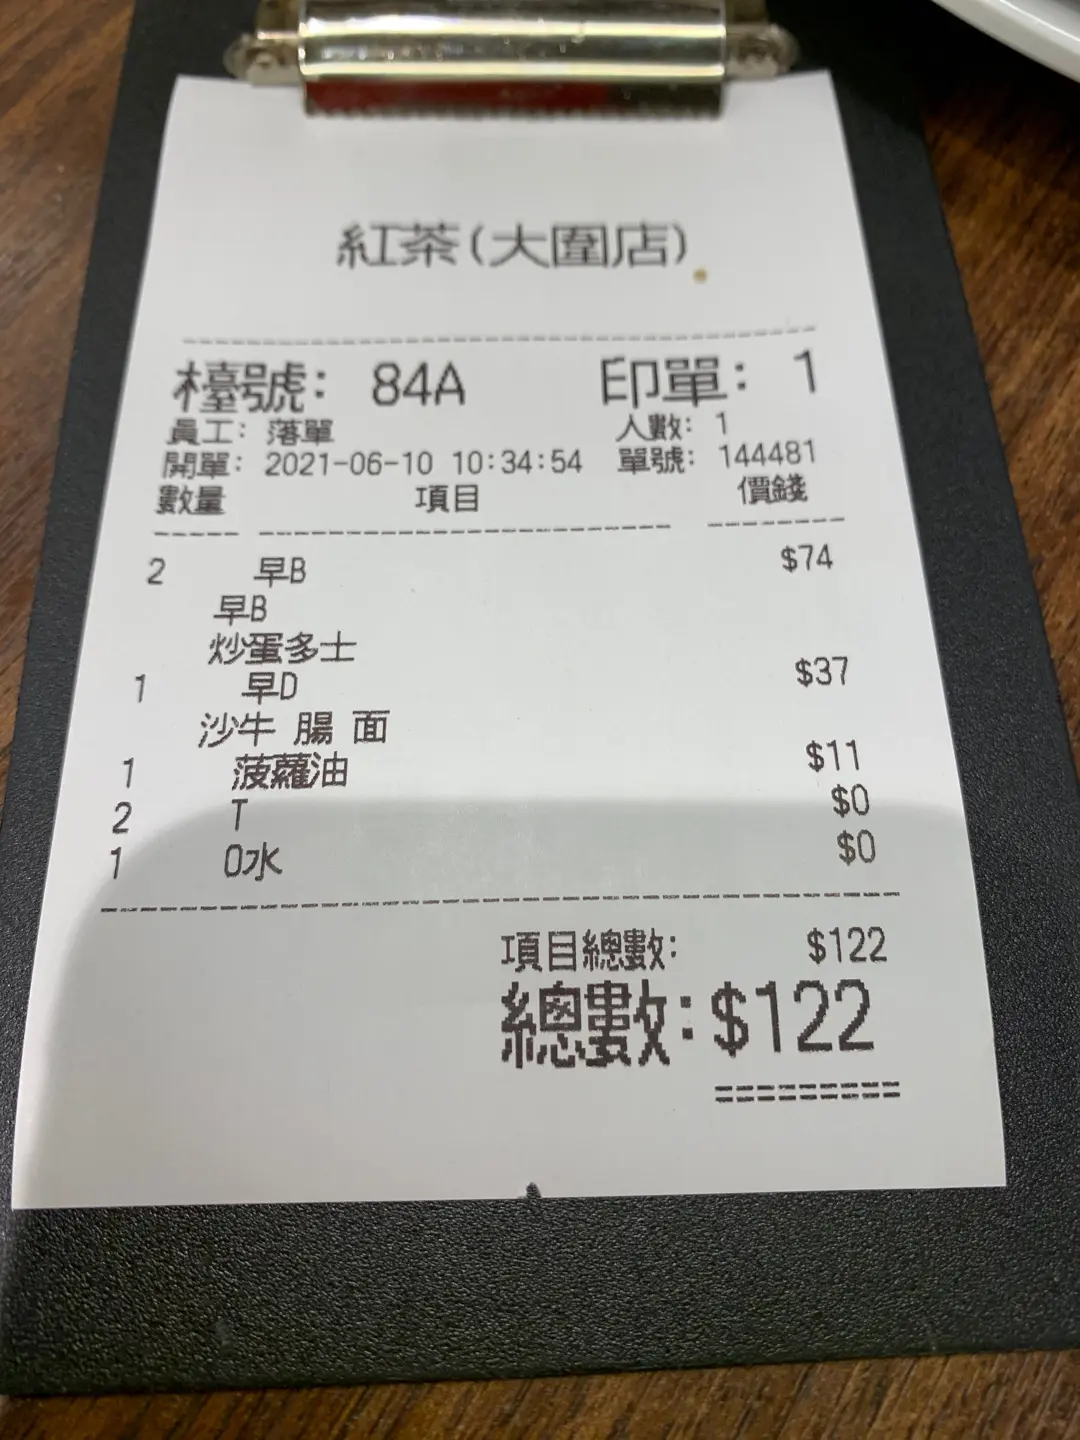 紅茶(大圍店)
檯號: 84A 印單: 1
員工: 落單 人數: 1
開單: 2021-06-10 10:34:54 單號: 144481
數量 項目 價錢
2 早B $74
早B
炒蛋多士
1 早D $37
沙牛 腸 面
1 菠蘿油 $11
2 T $0
1 O水 $0
項目總數: $122
總數: $122